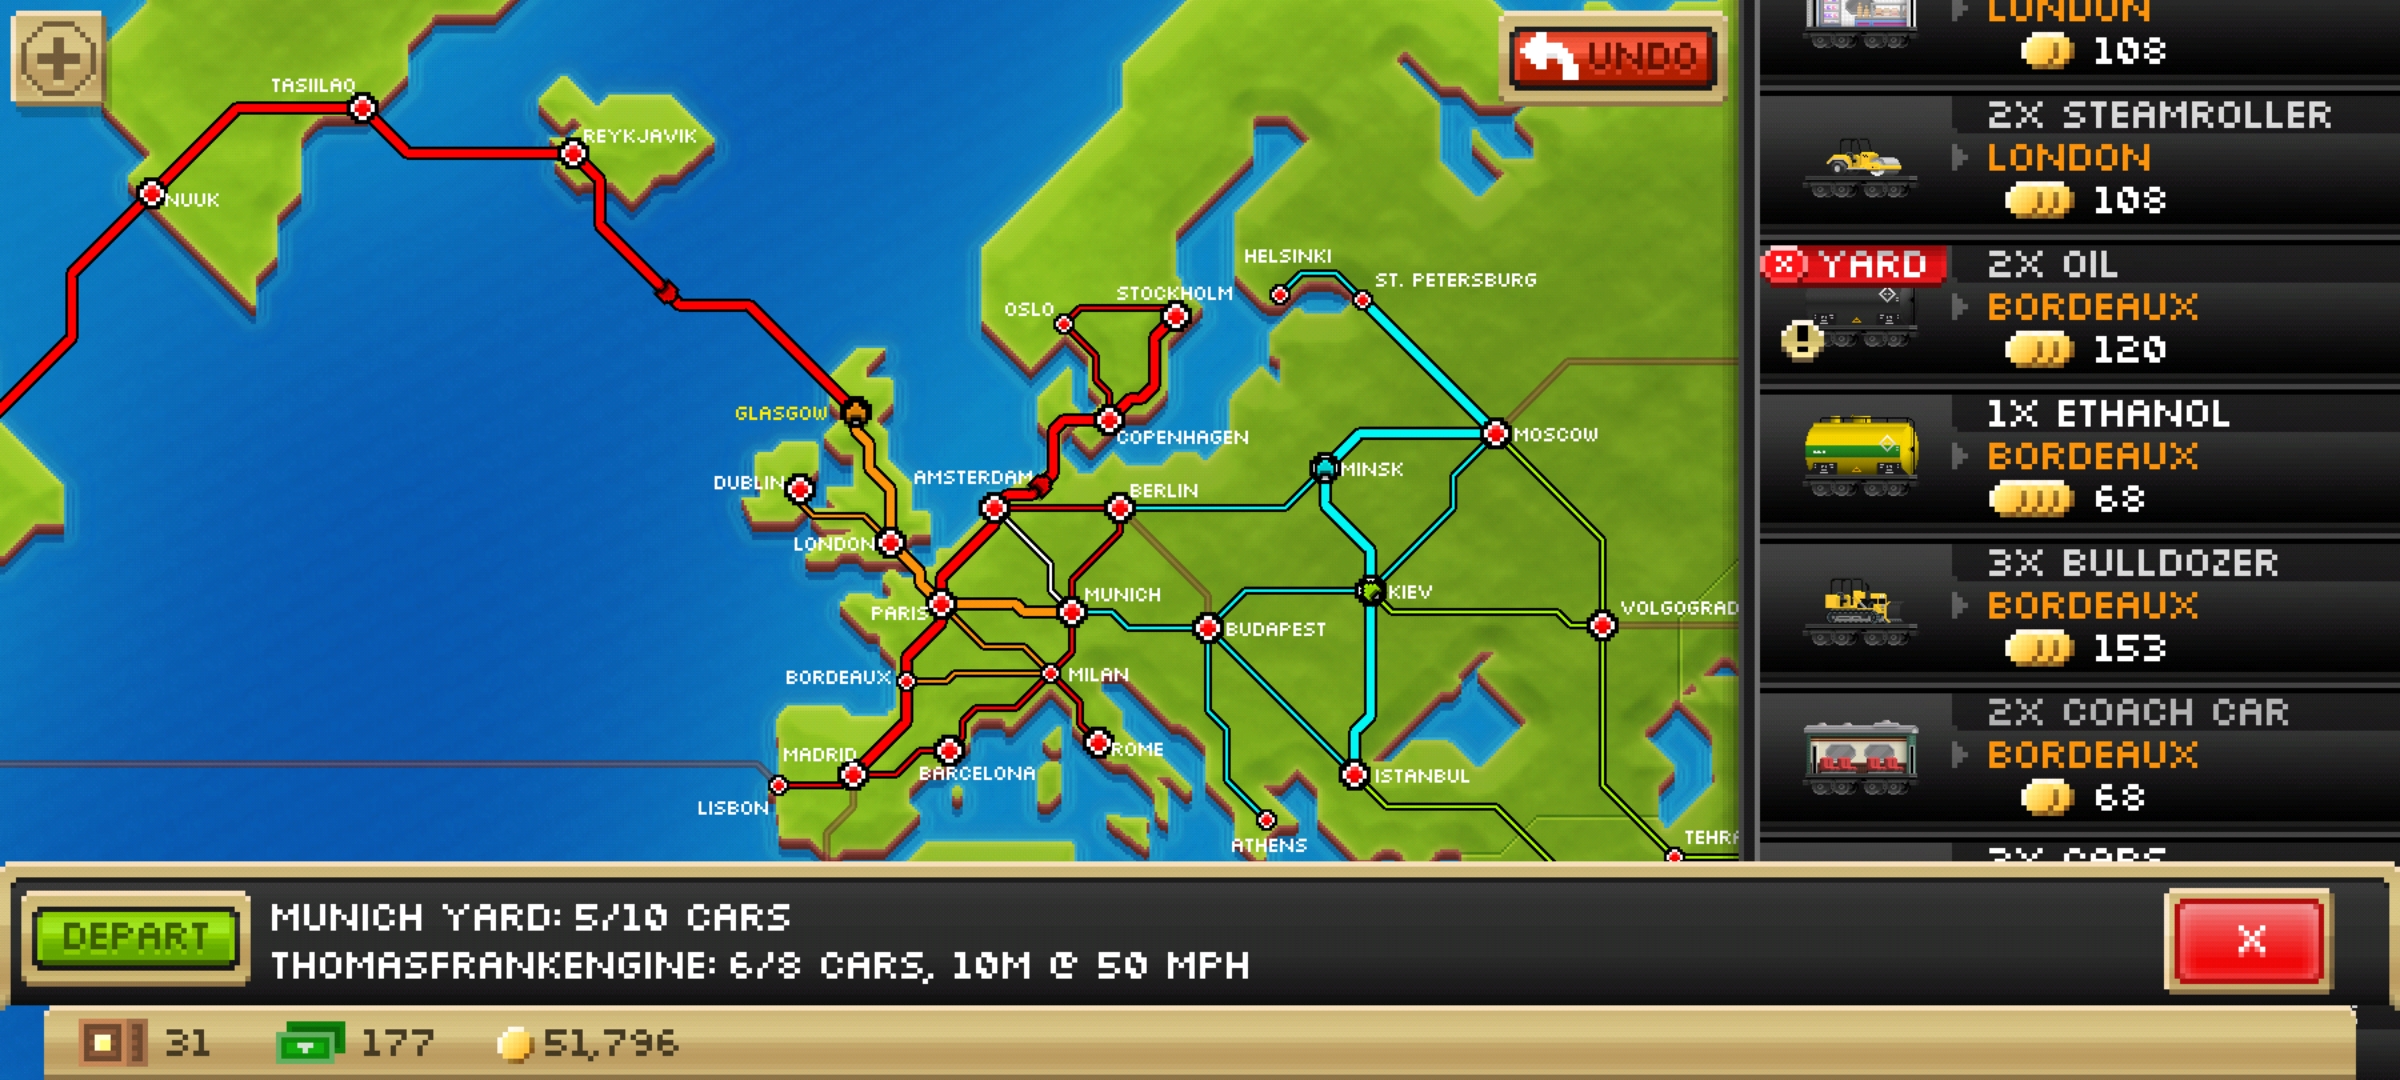 TASIILAQ
REYKJAVIK
NUUK
UNDO
HELSINKI
ST. PETERSBURG
STOCKHOLM
OSLO
GLASGOW
COPENHAGEN
MOSCOW
MINSK
AMSTERDAM
BERLIN
DUBLIN
LONDON
KIEV
MUNICH
PARIS
VOLGOGRAD
BUDAPEST
BORDEAUX
MILAN
MADRID
ROME
BARCELONA
ISTANBUL
LISBON
ATHENS
TEHRA
LONDON
108
2X STEAMROLLER
LONDON
108
YARD
2X OIL
BORDEAUX
120
1X ETHANOL
BORDEAUX
68
3X BULLDOZER
BORDEAUX
153
2X COACH CAR
BORDEAUX
68
DEPART
MUNICH YARD: 5/10 CARS
THOMASFRANKENGINE: 6/8 CARS, 10M @ 50 MPH
X
31
177
51,796